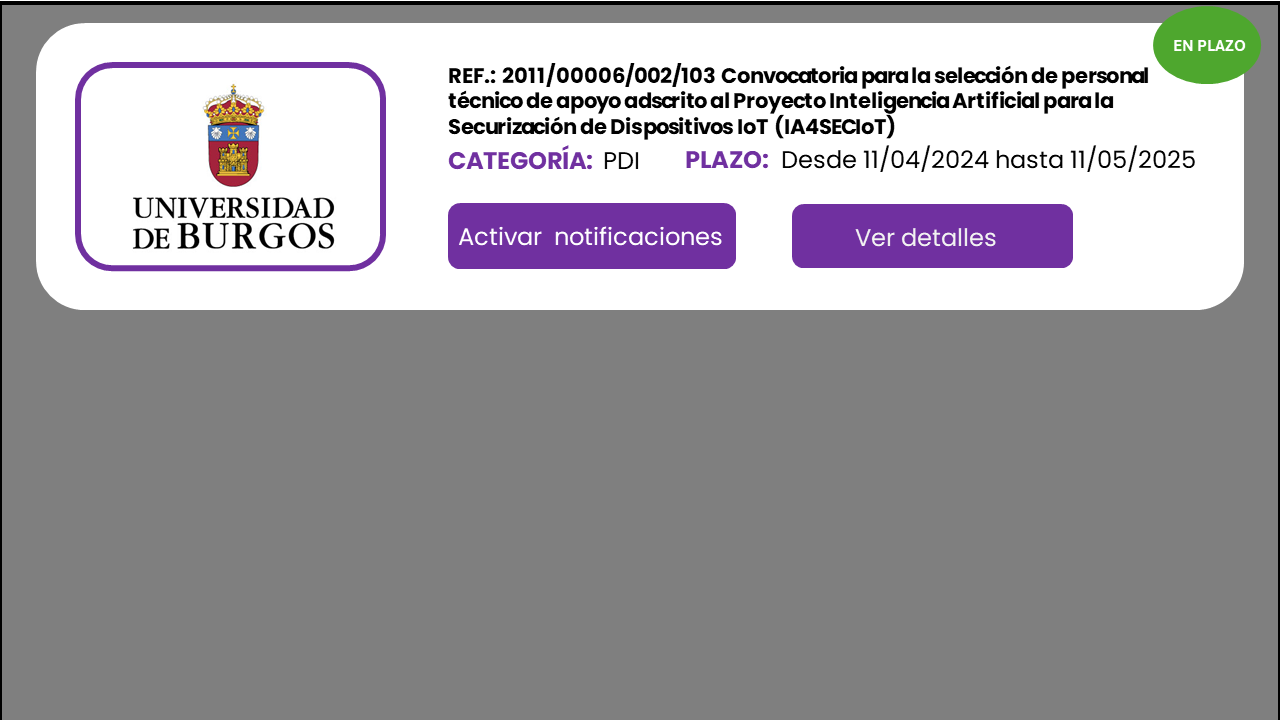 EN PLAZO
REF.: 2011/00006/002/103 Convocatoria para la selección de personal
técnico de apoyo adscrito al Proyecto Inteligencia Artificial para la
Securización de Dispositivos IoT (IA4SECIoT)
CATEGORÍA: PDI PLAZO: Desde 11/04/2024 hasta 11/05/2025
UNIVERSIDAD
DE BURGOS
Activar notificaciones
Ver detalles